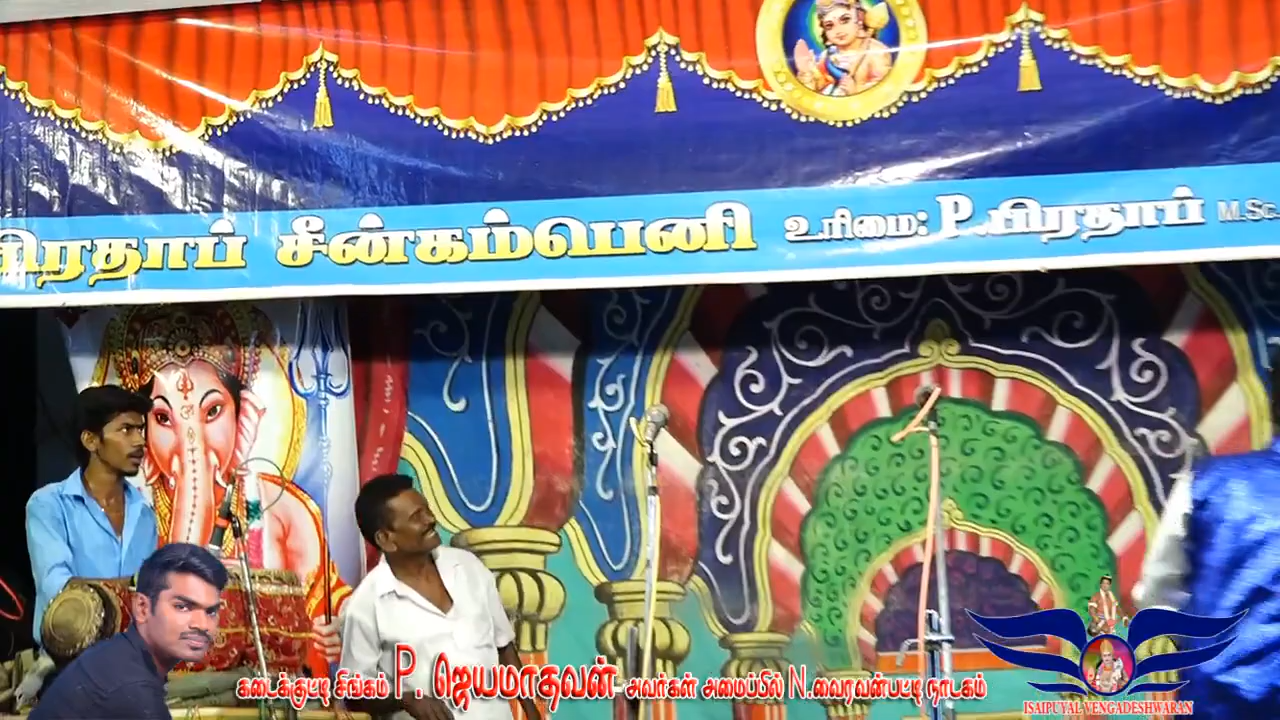 பிரதாப் சீன்கம்பெனி உரிமை: P.பிரதாப் M.Sc.
கடைக்குட்டி சிங்கம் P. ஜெயமாதவன் அவர்கள் அமைப்பில் N.வைரவன்பட்டி நாடகம்
ISAIPUYAL VENGADESHWARAN